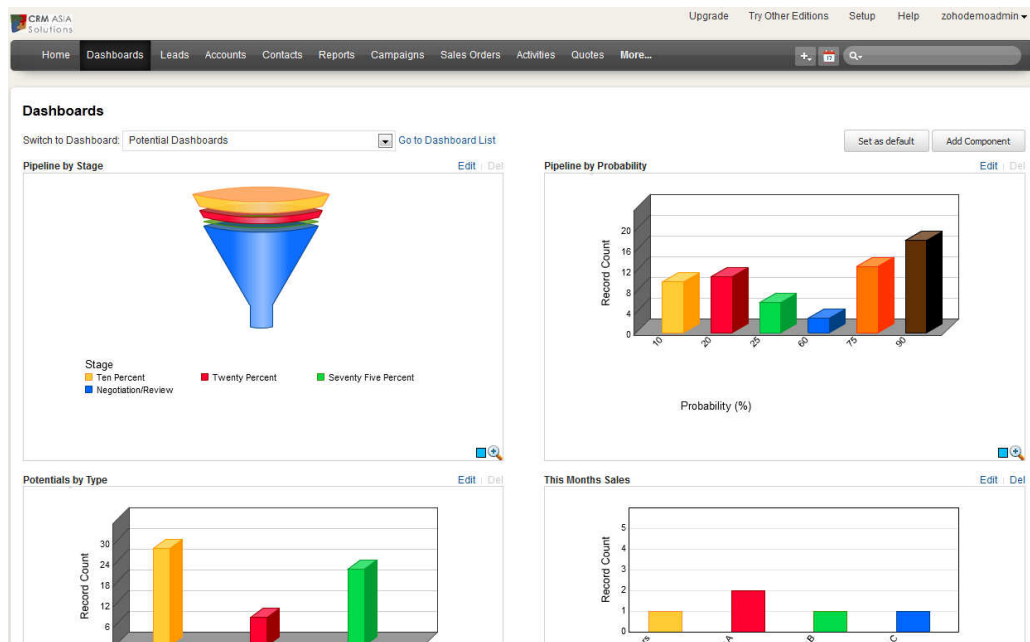 CRM ASIA
Solutions
Upgrade Try Other Editions Setup Help zohodemoadmin
Home Dashboards Leads Accounts Contacts Reports Campaigns Sales Orders Activities Quotes More...
Dashboards
Switch to Dashboard: Potential Dashboards Go to Dashboard List Set as default Add Component
Pipeline by Stage Edit Del
Stage
Ten Percent Twenty Percent Seventy Five Percent
Negotiation/Review
Pipeline by Probability Edit Del
Record Count
20
16
12
8
4
0
10 20 25 60 75 90
Probability (%)
Potentials by Type Edit Del
Record Count
30
24
18
12
6
This Months Sales Edit Del
Record Count
5
4
3
2
1
0
A B C